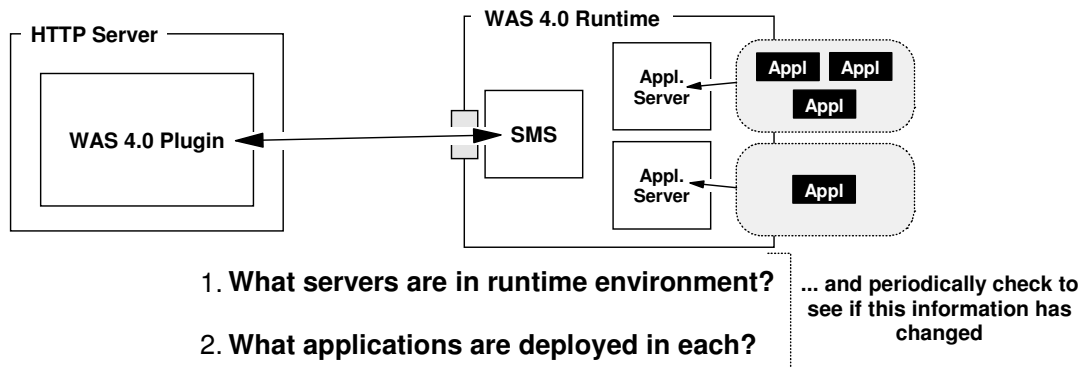 HTTP Server
WAS 4.0 Plugin
WAS 4.0 Runtime
SMS
Appl.
Server
Appl Appl
Appl
Appl.
Server
Appl
1. What servers are in runtime environment?
2. What applications are deployed in each?
... and periodically check to
see if this information has
changed